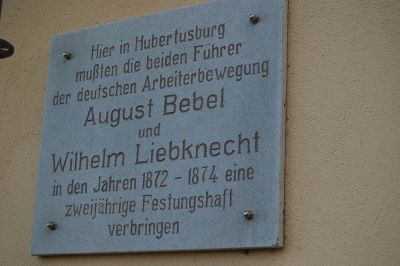 Hier in Hubertusburg
mußten die beiden Führer
der deutschen Arbeiterbewegung
August Bebel
und
Wilhelm Liebknecht
in den Jahren 1872 - 1874 eine
zweijährige Festungshaft
verbringen